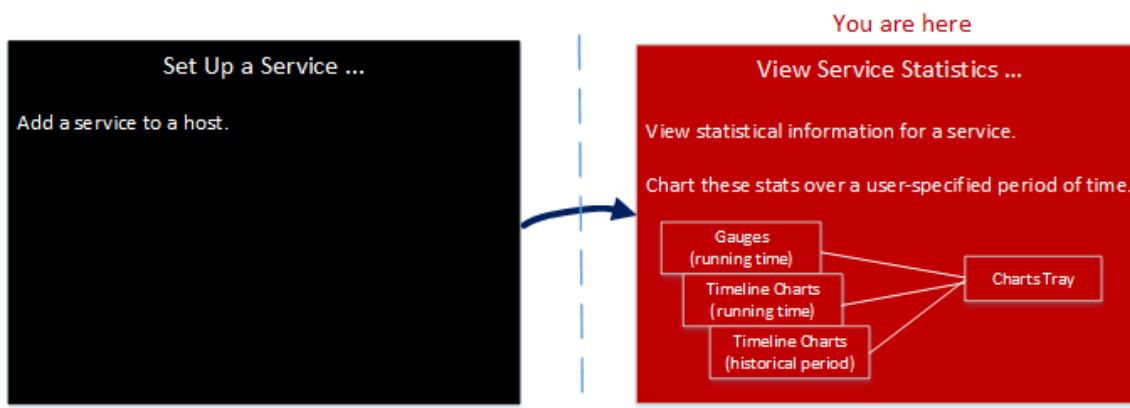 You are here
Set Up a Service ...
Add a service to a host.
View Service Statistics ...
View statistical information for a service.
Chart these stats over a user-specified period of time.
Gauges
(running time)
Timeline Charts
(running time)
Timeline Charts
(historical period)
Charts Tray